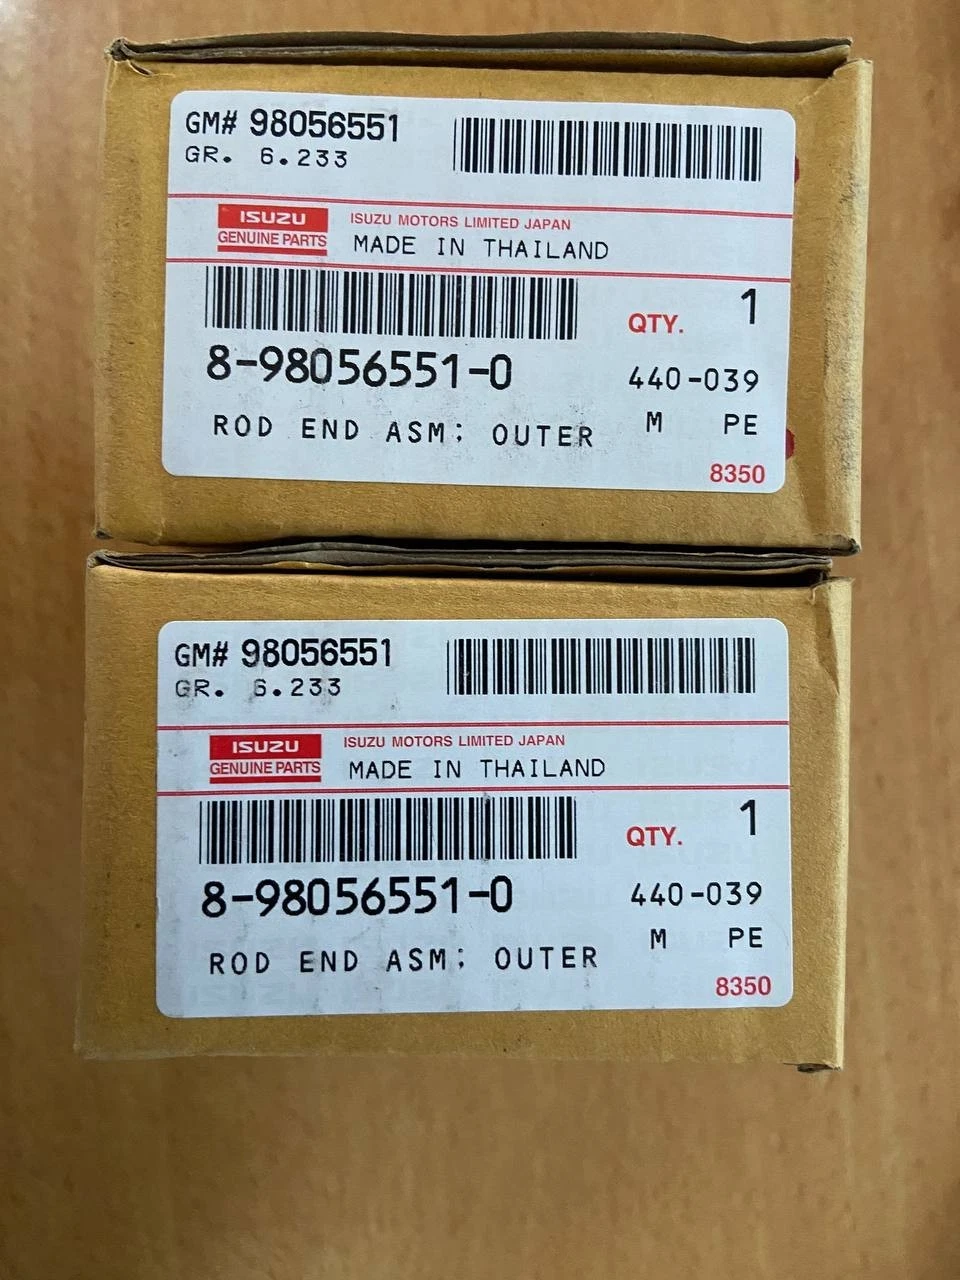 GM# 98056551
GR. 6.233
ISUZU
GENUINE PARTS
ISUZU MOTORS LIMITED JAPAN
MADE IN THAILAND
QTY. 1
8-98056551-0
440-039
ROD END ASM; OUTER
M PE
8350
GM# 98056551
GR. 6.233
ISUZU
GENUINE PARTS
ISUZU MOTORS LIMITED JAPAN
MADE IN THAILAND
QTY. 1
8-98056551-0
440-039
M PE
ROD END ASM; OUTER
8350